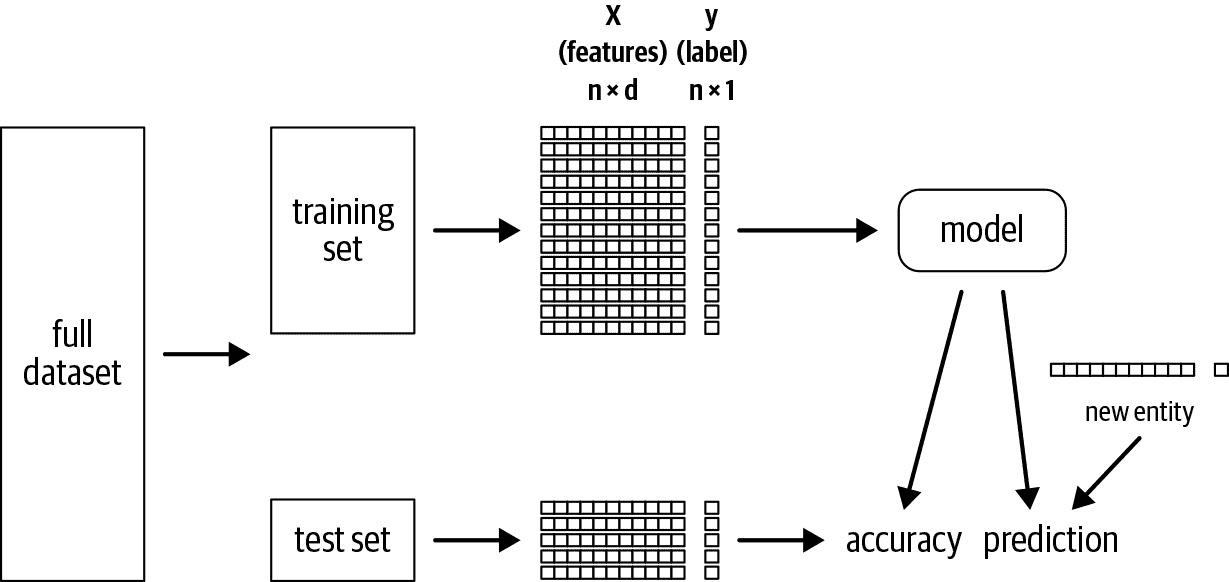 X
(features)
n × d
y
(label)
n × 1
full
dataset
training
set
model
new entity
test set
accuracy
prediction